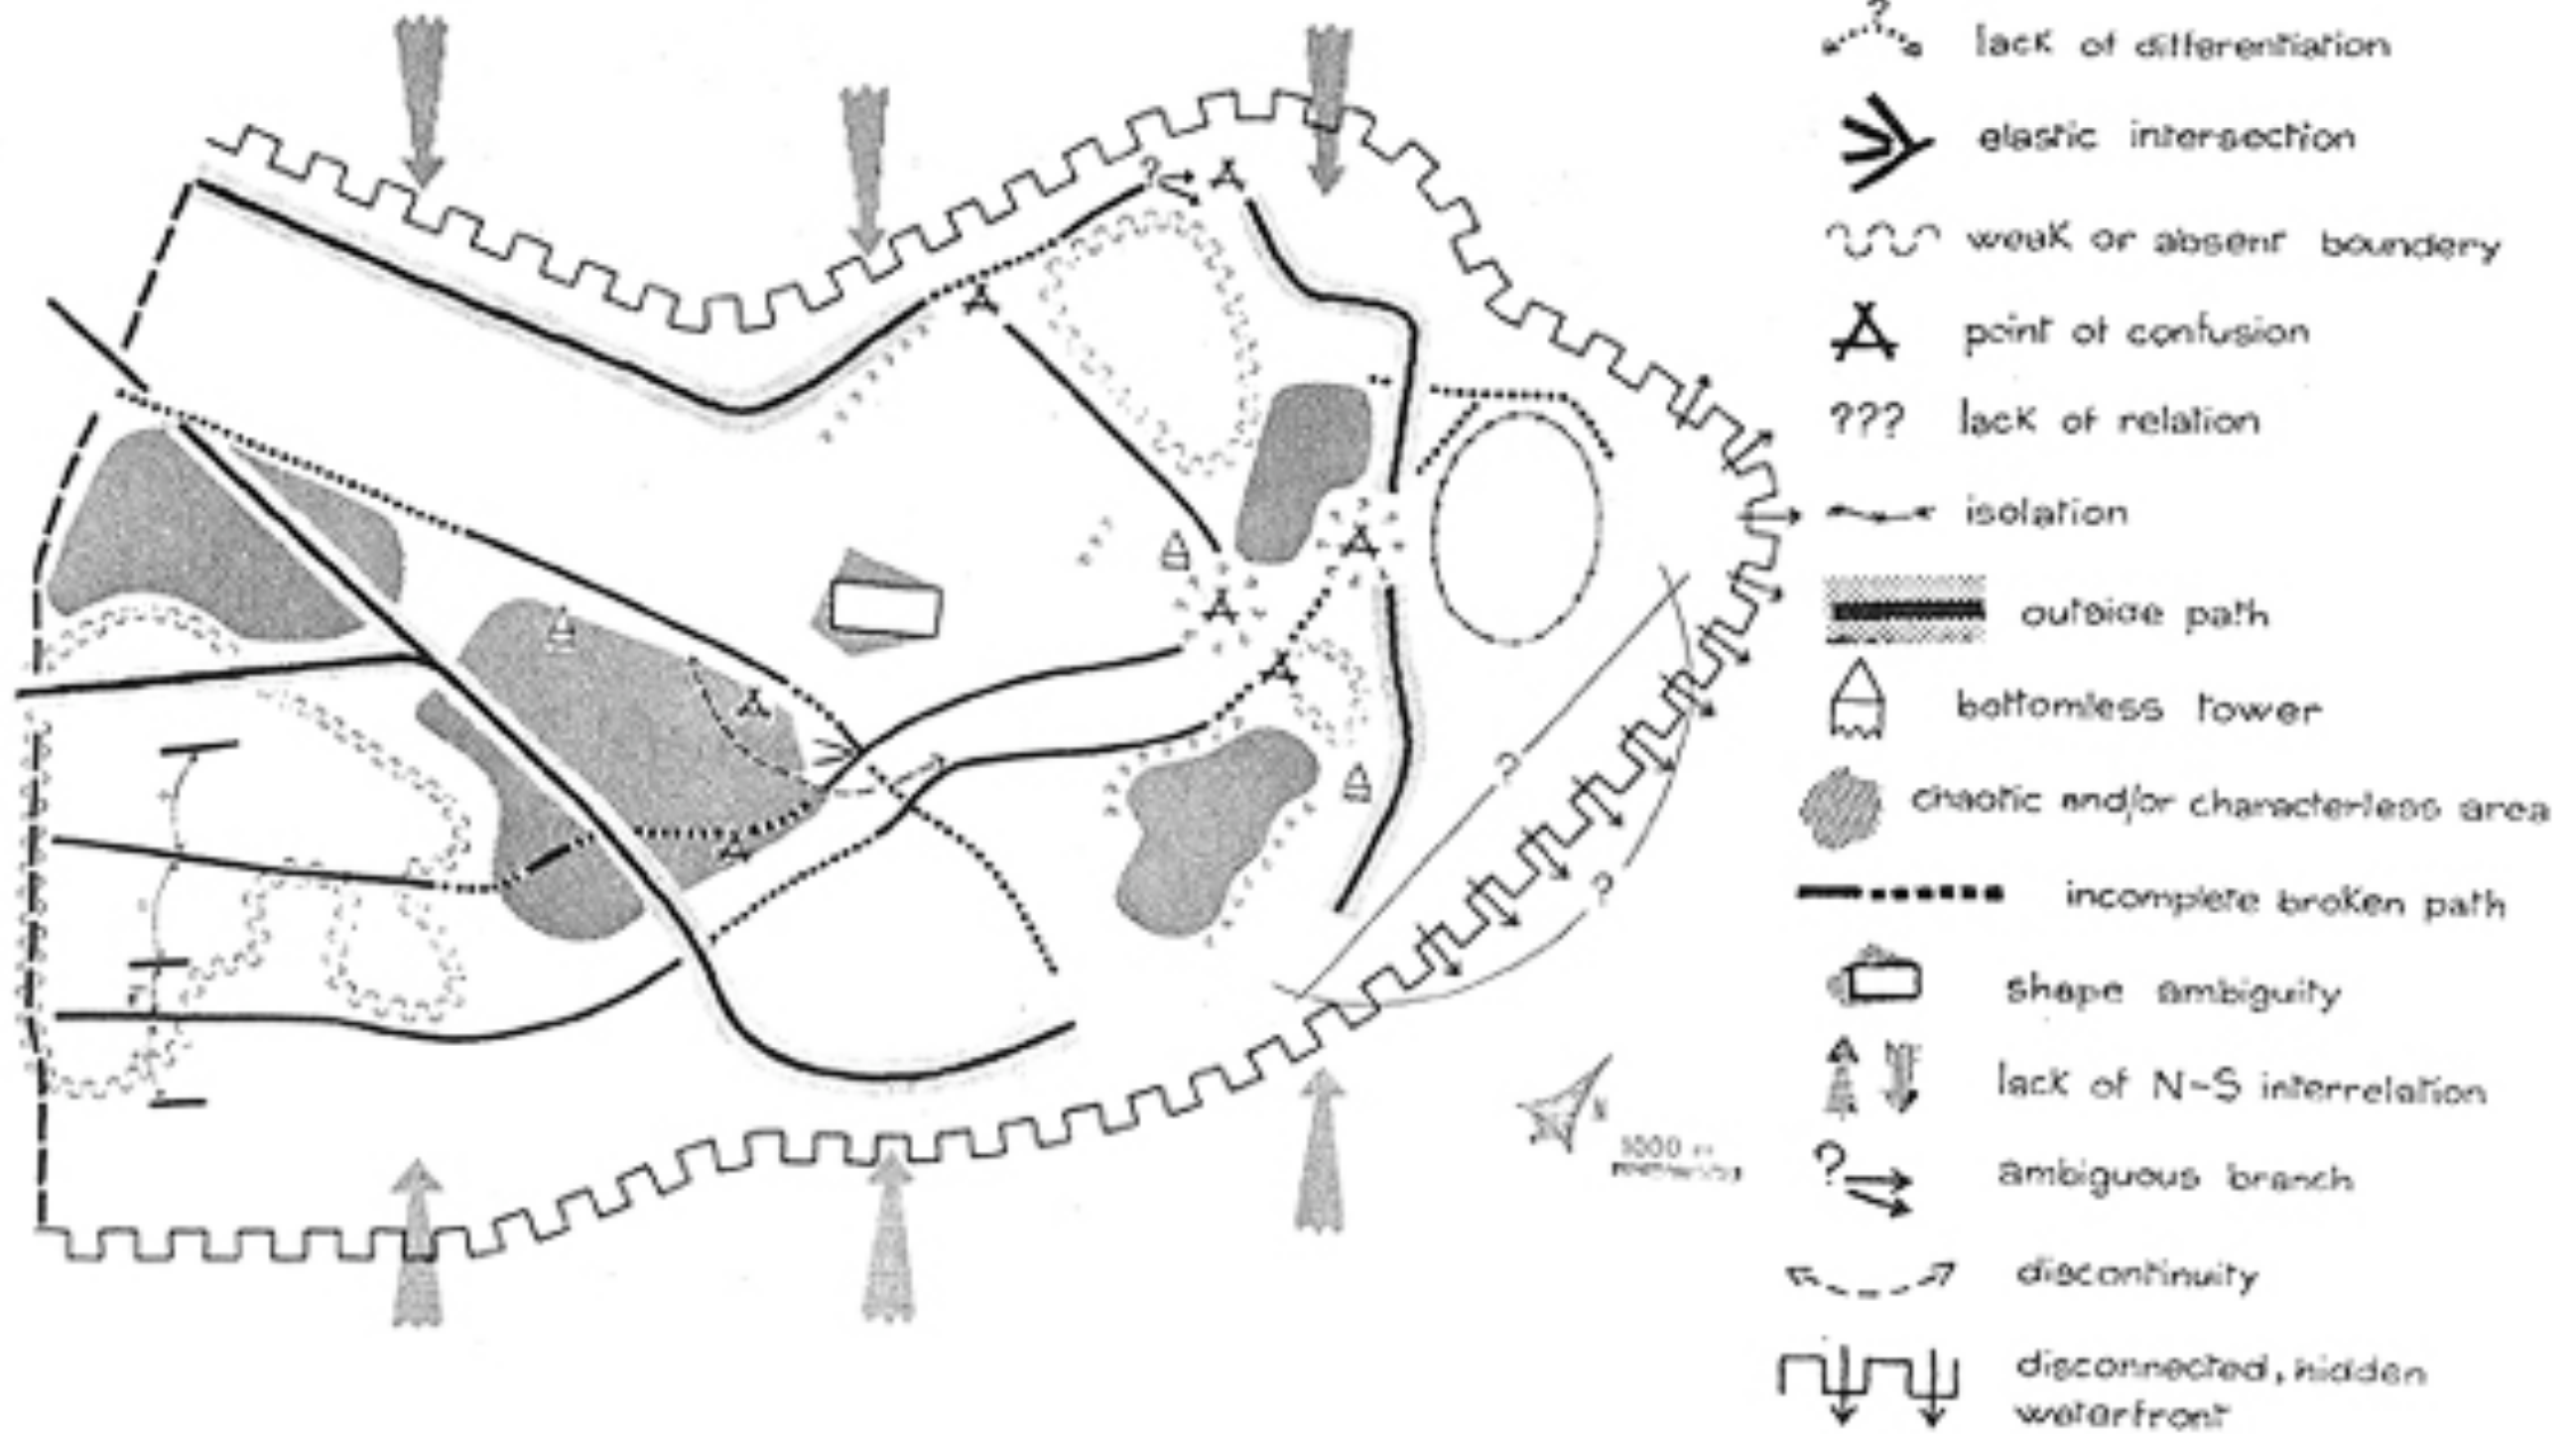 ?
lack of differentiation
elastic intersection
weak or absent boundery
point of confusion
??? lack of relation
isolation
outside path
bottomless tower
chaotic and/or characterless area
incomplete broken path
shape ambiguity
lack of N-S interrelation
? ambiguous branch
discontinuity
disconnected, hidden
waterfront
?
?
?
N
1000 m